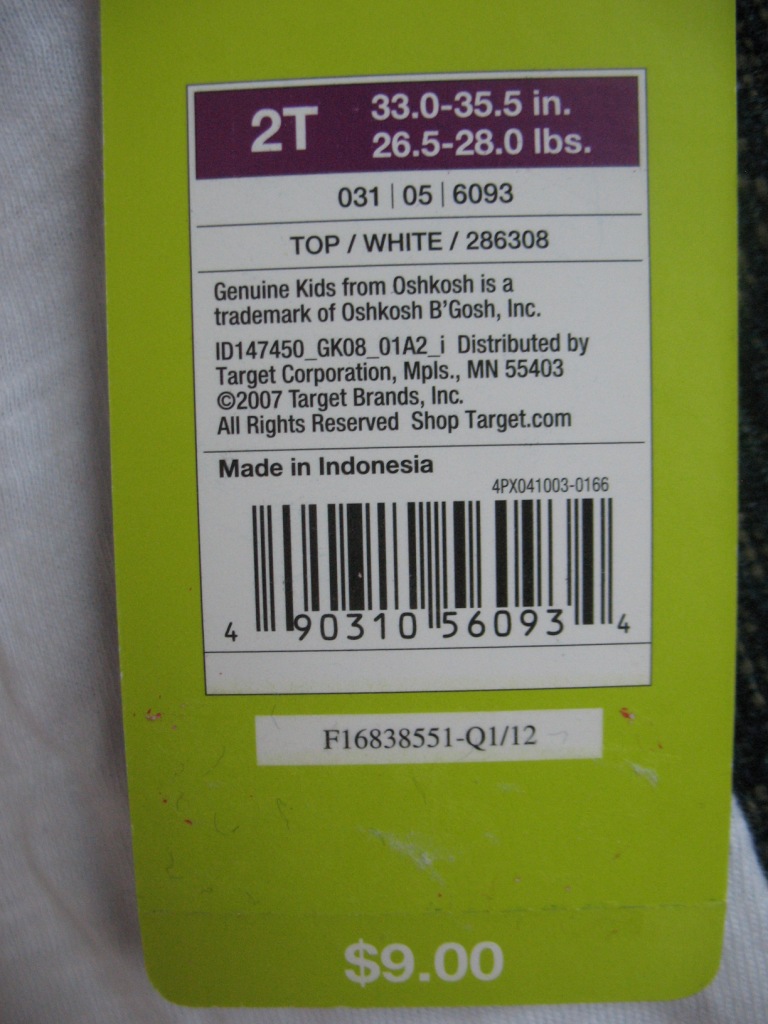 2T 33.0-35.5 in.
26.5-28.0 lbs.
031 | 05 | 6093
TOP / WHITE / 286308
Genuine Kids from Oshkosh is a
trademark of Oshkosh B'Gosh, Inc.
ID147450_GK08_01A2_i Distributed by
Target Corporation, Mpls., MN 55403
©2007 Target Brands, Inc.
All Rights Reserved Shop Target.com
Made in Indonesia
4PX041003-0166
4 90310 56093 4
F16838551-Q1/12
$9.00